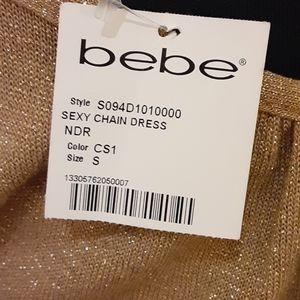 bebe®
Style S094D1010000
SEXY CHAIN DRESS
NDR
Color CS1
Size S
13305762050007